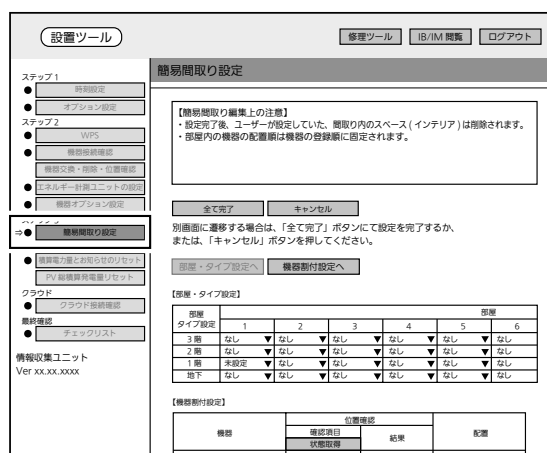 設置ツール
修理ツール
IB/IM 閲覧
ログアウト
ステップ 1
● 時刻設定
● オプション設定
ステップ 2
● WPS
● 機器接続確認
機器交換・削除・位置確認
● エネルギー計測ユニットの設定
● 機器オプション設定
⇒● 簡易間取り設定
● 積算電力量とお知らせのリセット
PV 総積算発電量リセット
クラウド
● クラウド接続確認
最終確認
● チェックリスト
情報収集ユニット
Ver xx.xx.xxxx
簡易間取り設定
【簡易間取り編集上の注意】
・設定完了後、ユーザーが設定していた、間取り内のスペース ( インテリア ) は削除されます。
・部屋内の機器の配置順は機器の登録順に固定されます。
全て完了 キャンセル
別画面に遷移する場合は、「全て完了」ボタンにて設定を完了するか、
または、「キャンセル」ボタンを押してください。
部屋・タイプ設定へ 機器割付設定へ
【部屋・タイプ設定】
部屋
タイプ設定
部屋
1 2 3 4 5 6
3 階 なし ▼ なし ▼ なし ▼ なし ▼ なし ▼ なし
2 階 なし ▼ なし ▼ なし ▼ なし ▼ なし ▼ なし
1 階 未設定 ▼ なし ▼ なし ▼ なし ▼ なし ▼ なし
地下 なし ▼ なし ▼ なし ▼ なし ▼ なし ▼ なし
【機器割付設定】
機器
位置確認
確認項目
状態取得
結果
配置